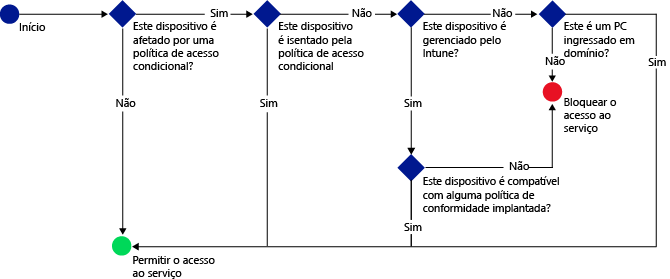 Início
Este dispositivo é
afetado por uma
política de acesso
condicional?
Sim
Este dispositivo
é isentado pela
política de acesso
condicional
Não
Este dispositivo é
gerenciado pelo
Intune?
Não
Este é um PC
ingressado em
domínio?
Não
Sim
Não
Sim
Sim
Bloquear o
acesso ao
serviço
Não
Este dispositivo é compatível
com alguma política de
conformidade implantada?
Sim
Permitir o acesso
ao serviço